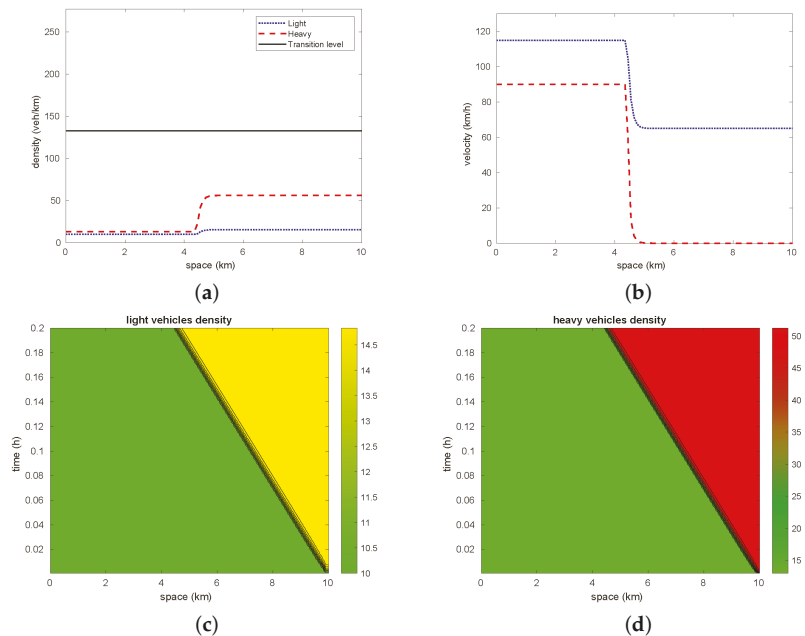 250
200
150
100
50
0
density (veh/km)
0 2 4 6 8 10
space (km)
Light
Heavy
Transition level
(a)
120
100
80
60
40
20
0
velocity (km/h)
0 2 4 6 8 10
space (km)
(b)
light vehicles density
0.2
0.18
0.16
0.14
0.12
0.1
0.08
0.06
0.04
0.02
time (h)
0 2 4 6 8 10
space (km)
14.5
14
13.5
13
12.5
12
11.5
11
10.5
10
(c)
heavy vehicles density
0.2
0.18
0.16
0.14
0.12
0.1
0.08
0.06
0.04
0.02
time (h)
0 2 4 6 8 10
space (km)
50
45
40
35
30
25
20
15
(d)